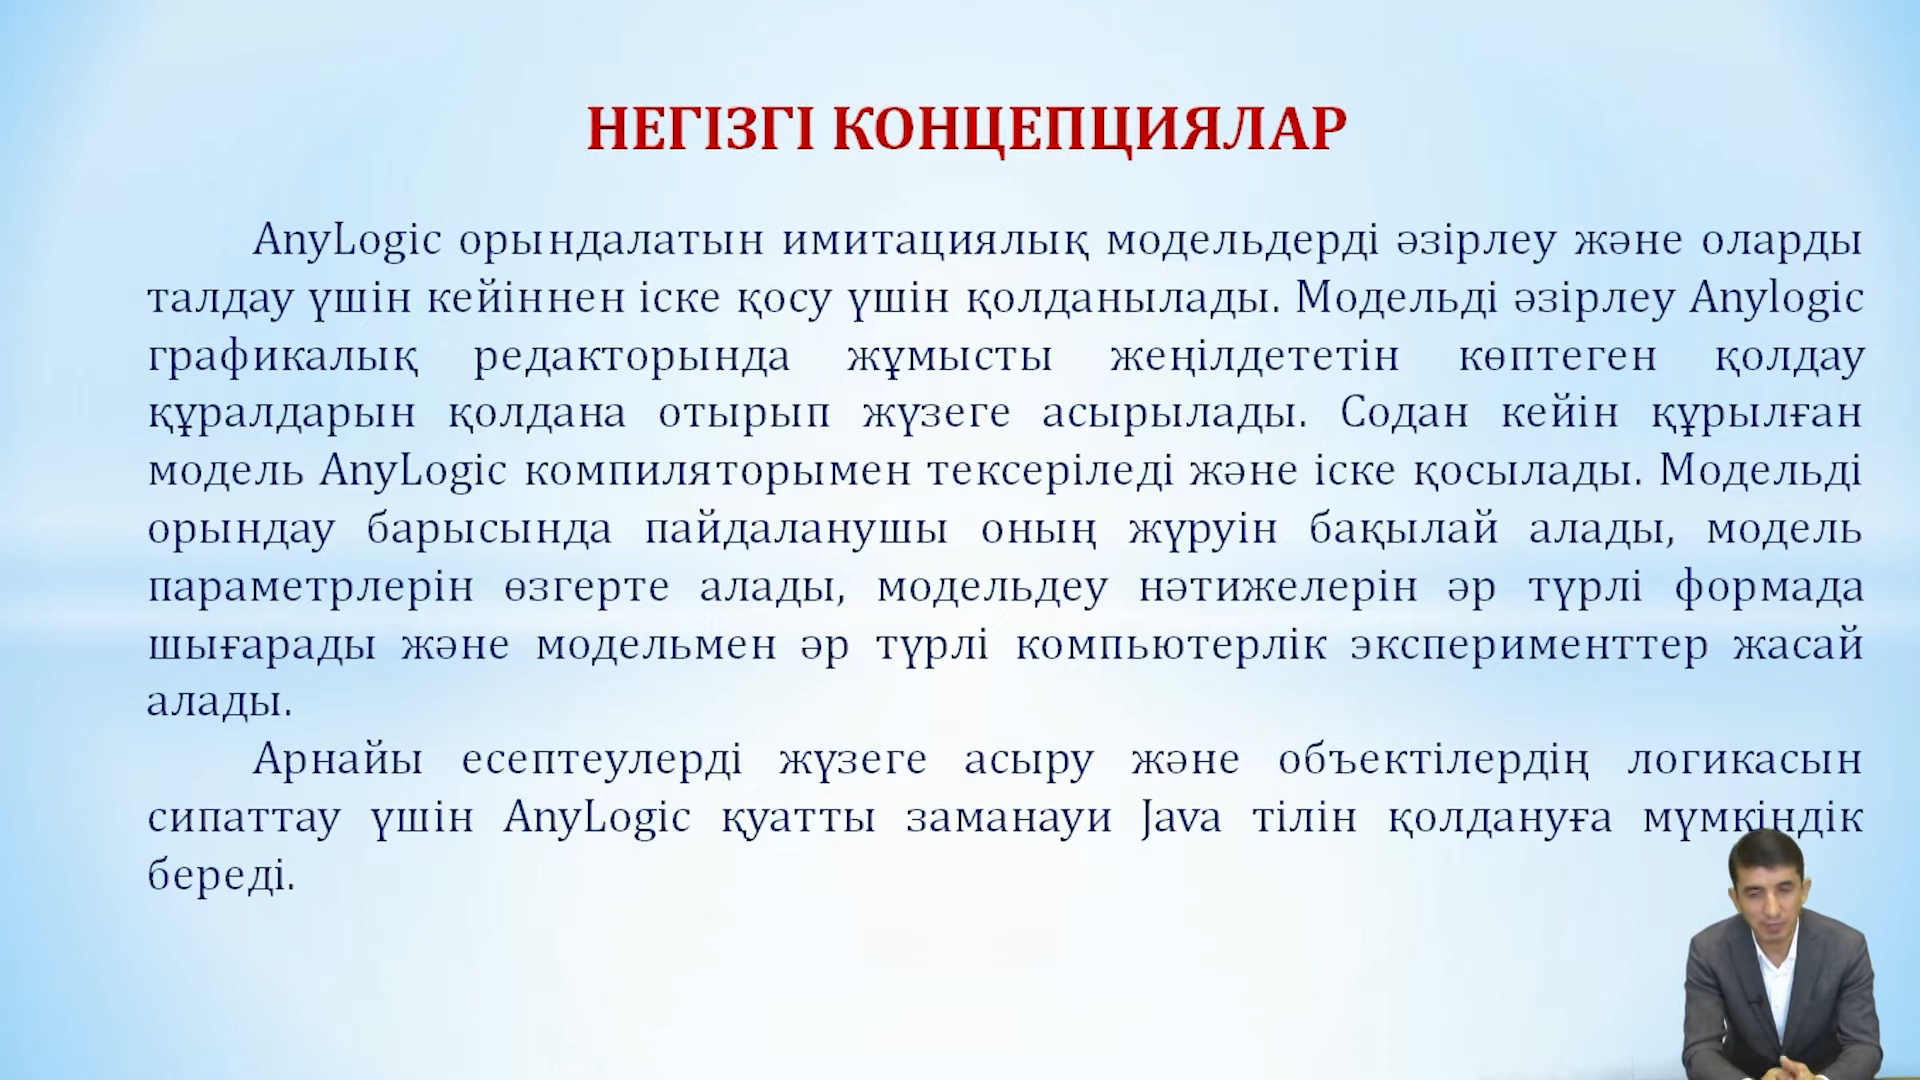 НЕГІЗГІ КОНЦЕПЦИЯЛАР
AnyLogic орындалатын имитациялық модельдерді әзірлеу және оларды
талдау үшін кейіннен іске қосу үшін қолданылады. Модельді әзірлеу Anylogic
графикалық редакторында жұмысты жеңілдететін көптеген қолдау
құралдарын қолдана отырып жүзеге асырылады. Содан кейін құрылған
модель AnyLogic компиляторымен тексеріледі және іске қосылады. Модельді
орындау барысында пайдаланушы оның жүруін бақылай алады, модель
параметрлерін өзгерте алады, модельдеу нәтижелерін әр түрлі формада
шығарады және модельмен әр түрлі компьютерлік эксперименттер жасай
алады.
Арнайы есептеулерді жүзеге асыру және объектілердің логикасын
сипаттау үшін AnyLogic қуатты заманауи Java тілін қолдануға мүмкіндік
береді.